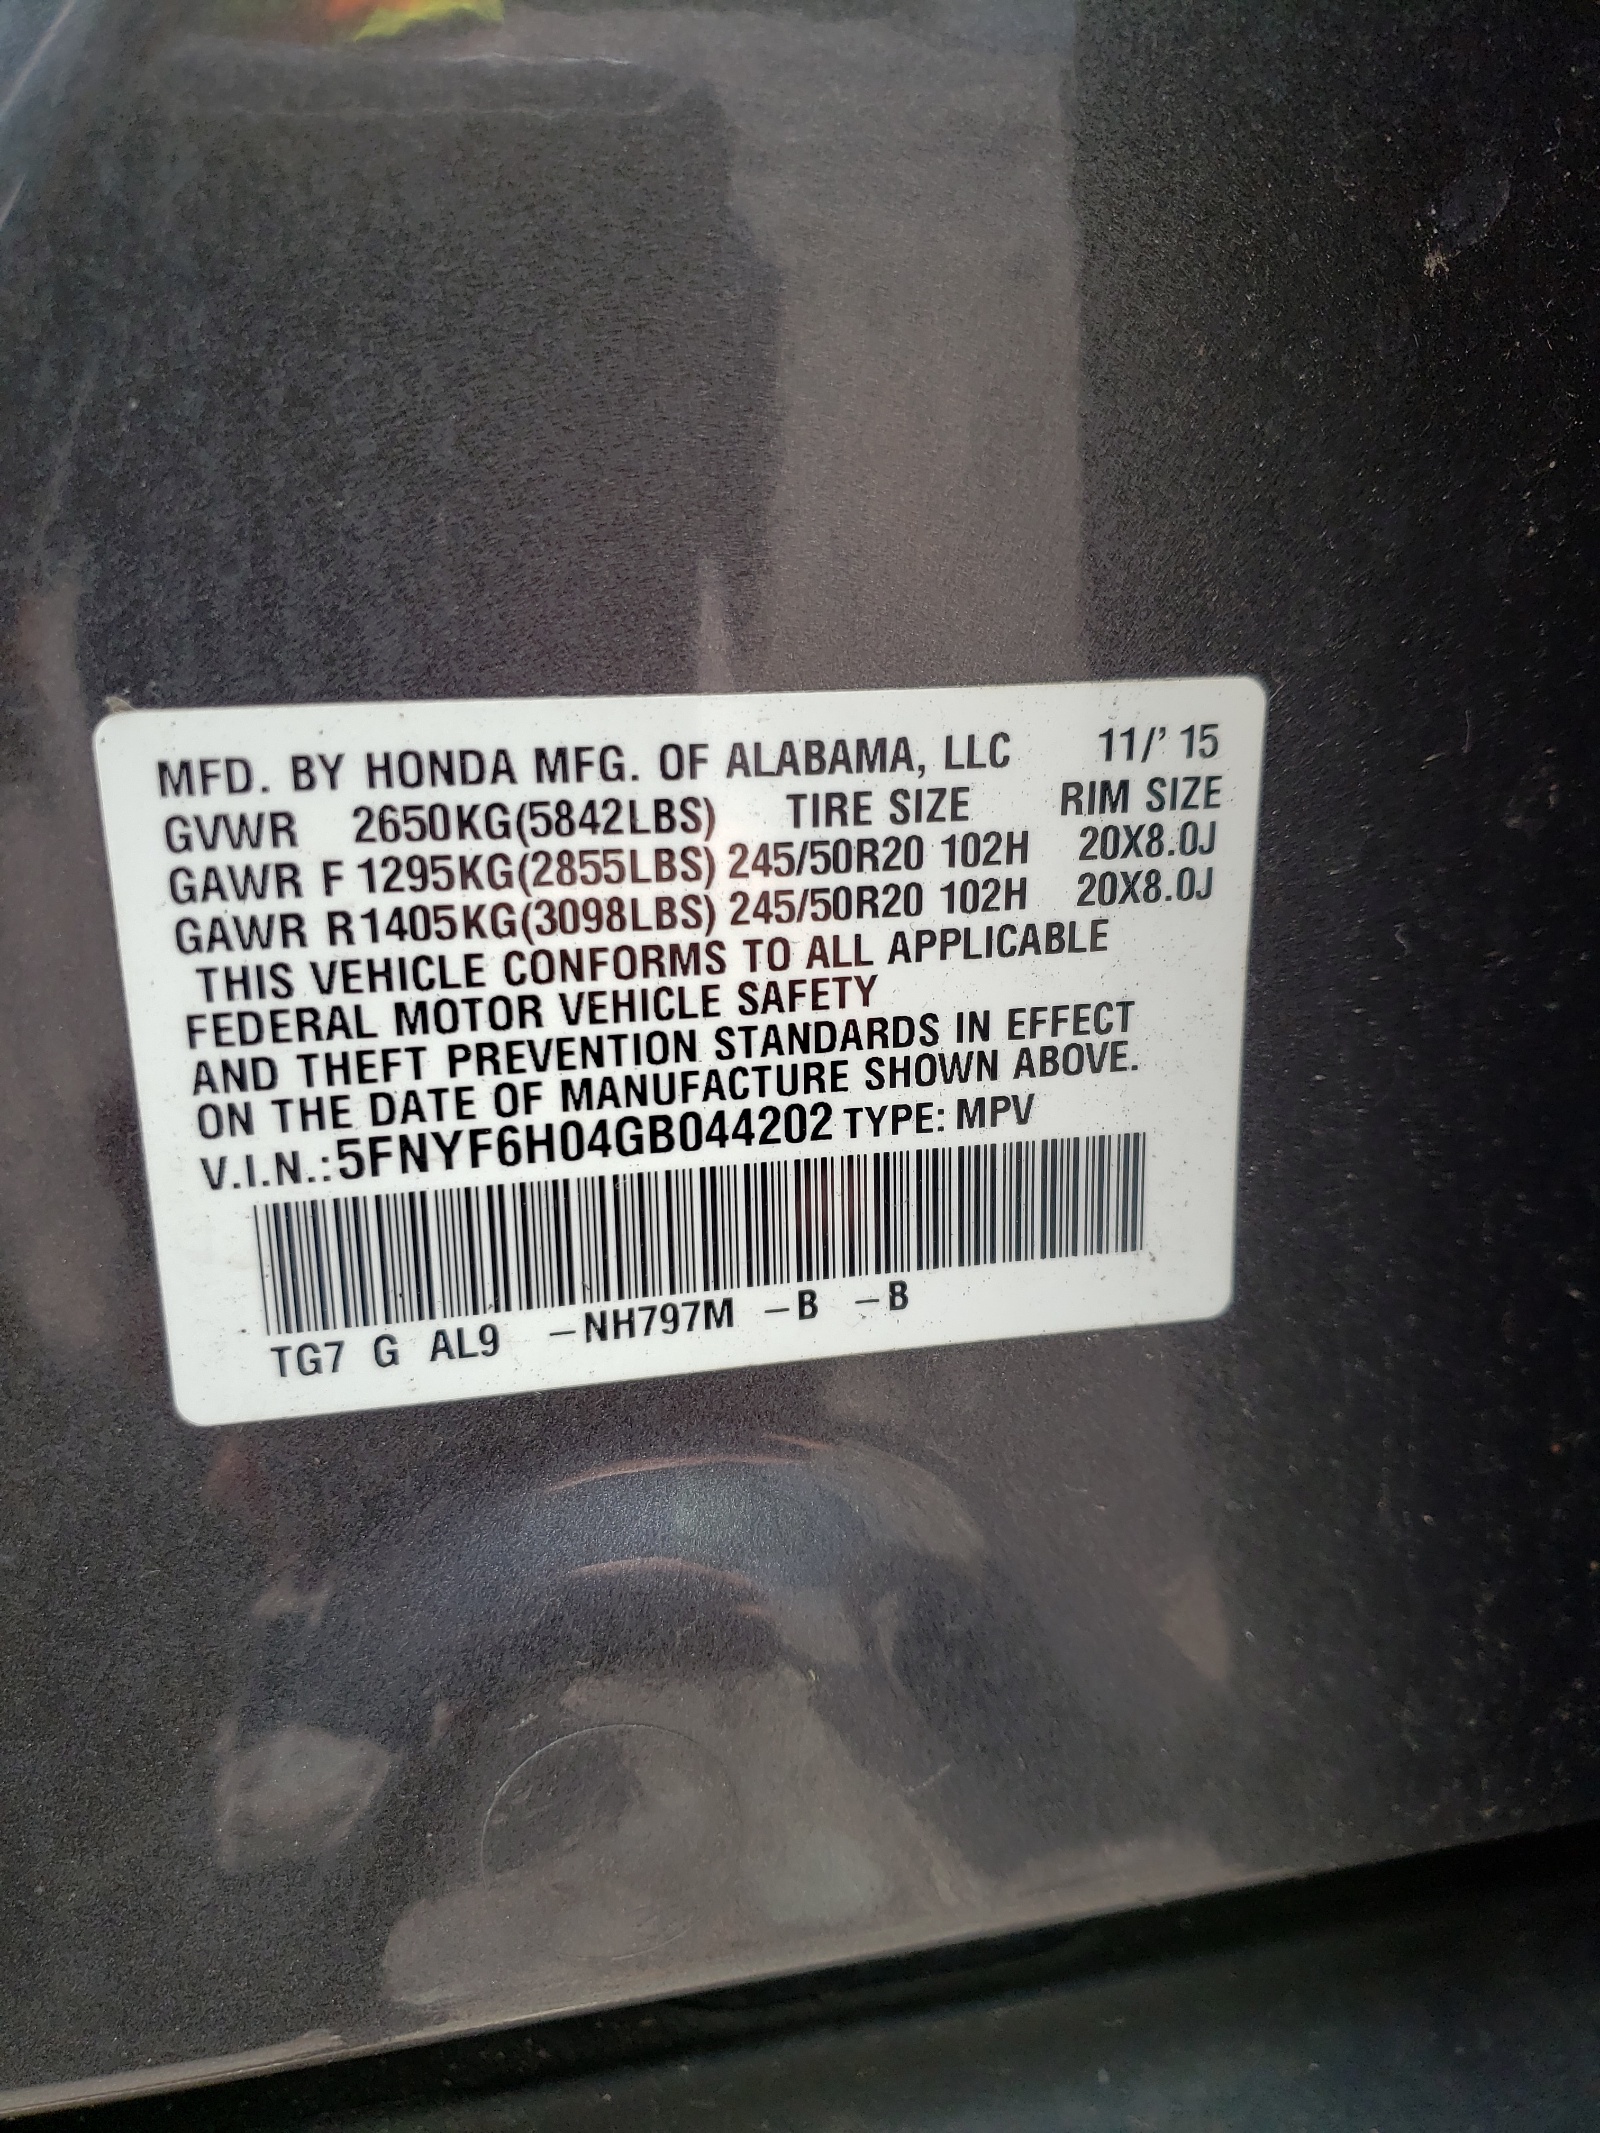 MFD. BY HONDA MFG. OF ALABAMA, LLC 11/' 15
GVWR 2650KG(5842LBS) TIRE SIZE RIM SIZE
GAWR F 1295KG(2855LBS) 245/50R20 102H 20X8.0J
GAWR R1405KG(3098LBS) 245/50R20 102H 20X8.0J
THIS VEHICLE CONFORMS TO ALL APPLICABLE
FEDERAL MOTOR VEHICLE SAFETY
AND THEFT PREVENTION STANDARDS IN EFFECT
ON THE DATE OF MANUFACTURE SHOWN ABOVE.
V.I.N.:5FNYF6H04GB044202 TYPE: MPV
TG7 G AL9 –NH797M –B –B